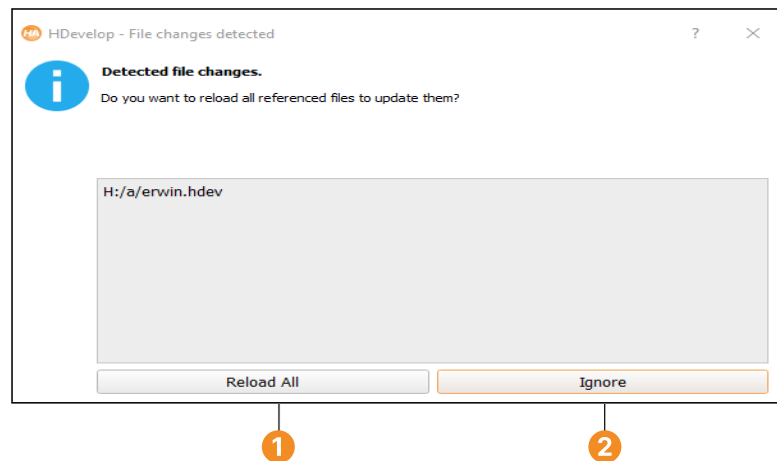 HDevelop - File changes detected
Detected file changes.
Do you want to reload all referenced files to update them?
H:/a/erwin.hdev
Reload All Ignore
1 2